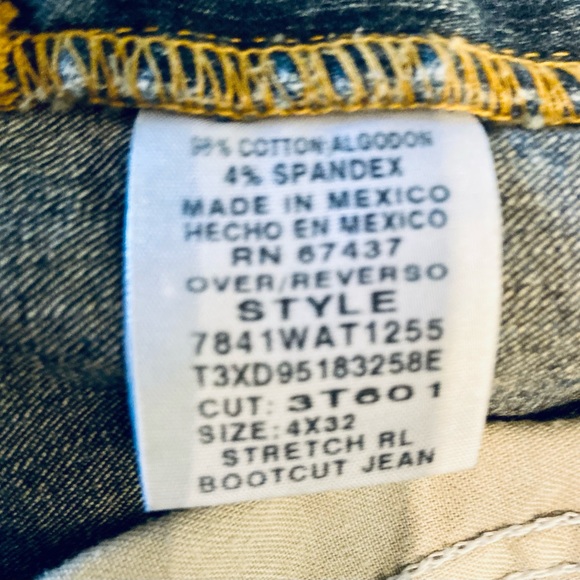 96% COTTON/ALGODON
4% SPANDEX
MADE IN MEXICO
HECHO EN MEXICO
RN 67437
OVER/REVERSO
STYLE
7841WAT1255
T3XD95183258E
CUT: 3T601
SIZE: 4X32
STRETCH RL
BOOTCUT JEAN